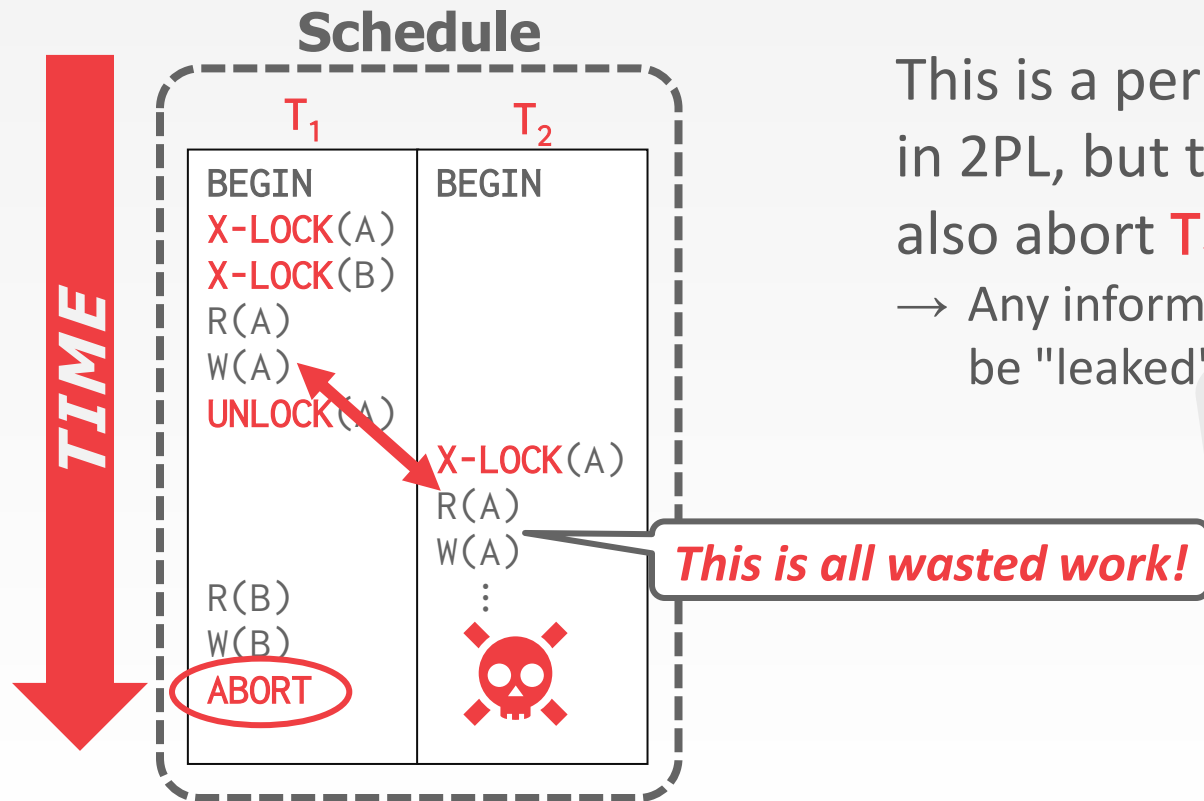 Schedule
TIME
T1 T2
BEGIN BEGIN
X-LOCK(A)
X-LOCK(B)
R(A)
W(A)
UNLOCK(A)
X-LOCK(A)
R(A)
W(A)
⋮
R(B)
W(B)
ABORT
This is all wasted work!
This is a per
in 2PL, but t
also abort T
→ Any inform
be "leaked"